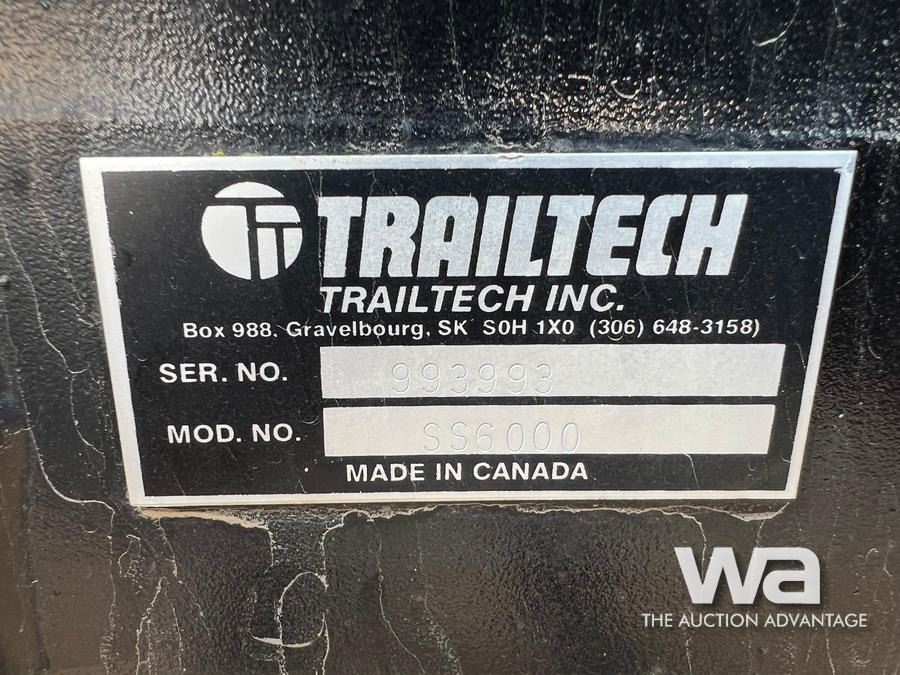 TRAILTECH
TRAILTECH INC.
Box 988, Gravelbourg, SK S0H 1X0 (306) 648-3158)
SER. NO. 993993
MOD. NO. SS6000
MADE IN CANADA
wa
THE AUCTION ADVANTAGE